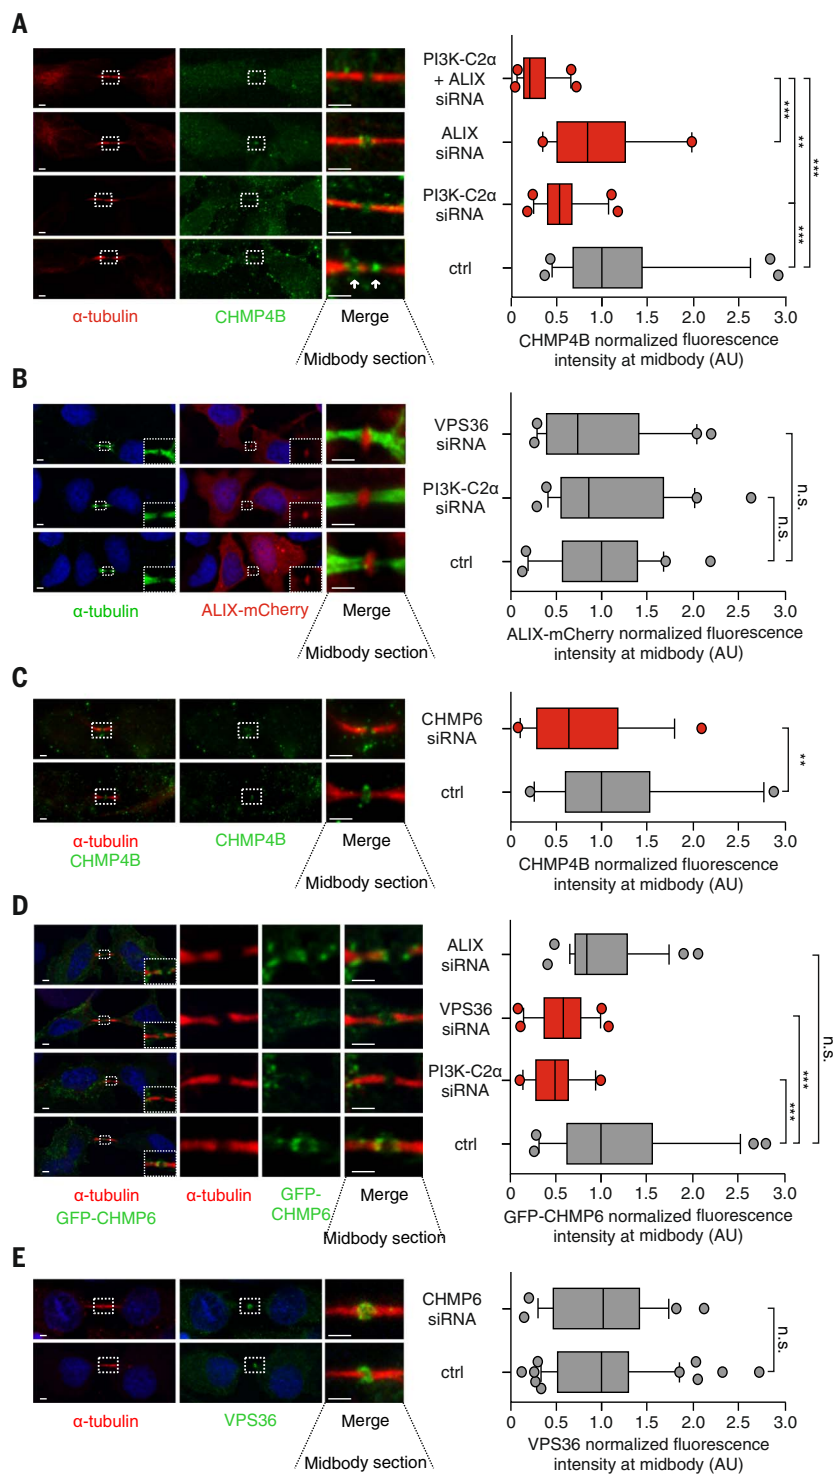 A
α-tubulin
CHMP4B
Merge
Midbody section
PI3K-C2α
+ ALIX
siRNA
ALIX
siRNA
PI3K-C2α
siRNA
ctrl
***
**
***
***
0 0.5 1.0 1.5 2.0 2.5 3.0
CHMP4B normalized fluorescence
intensity at midbody (AU)
B
α-tubulin
ALIX-mCherry
Merge
Midbody section
VPS36
siRNA
PI3K-C2α
siRNA
ctrl
n.s.
n.s.
0 0.5 1.0 1.5 2.0 2.5 3.0
ALIX-mCherry normalized fluorescence
intensity at midbody (AU)
C
α-tubulin
CHMP4B
CHMP4B
Merge
Midbody section
CHMP6
siRNA
ctrl
**
0 0.5 1.0 1.5 2.0 2.5 3.0
CHMP4B normalized fluorescence
intensity at midbody (AU)
D
α-tubulin
GFP-CHMP6
α-tubulin
GFP-
CHMP6
Merge
Midbody section
ALIX
siRNA
VPS36
siRNA
PI3K-C2α
siRNA
ctrl
***
***
n.s.
0 0.5 1.0 1.5 2.0 2.5 3.0
GFP-CHMP6 normalized fluorescence
intensity at midbody (AU)
E
α-tubulin
VPS36
Merge
Midbody section
CHMP6
siRNA
ctrl
n.s.
0 0.5 1.0 1.5 2.0 2.5 3.0
VPS36 normalized fluorescence
intensity at midbody (AU)